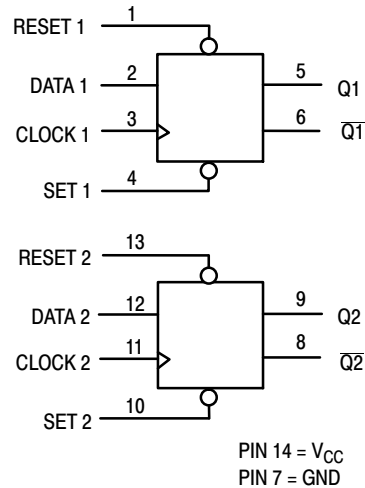 RESET 1 1
DATA 1 2 5 Q1
CLOCK 1 3 6 Q1
SET 1 4
RESET 2 13
DATA 2 12 9 Q2
CLOCK 2 11 8 Q2
SET 2 10
PIN 14 = VCC
PIN 7 = GND